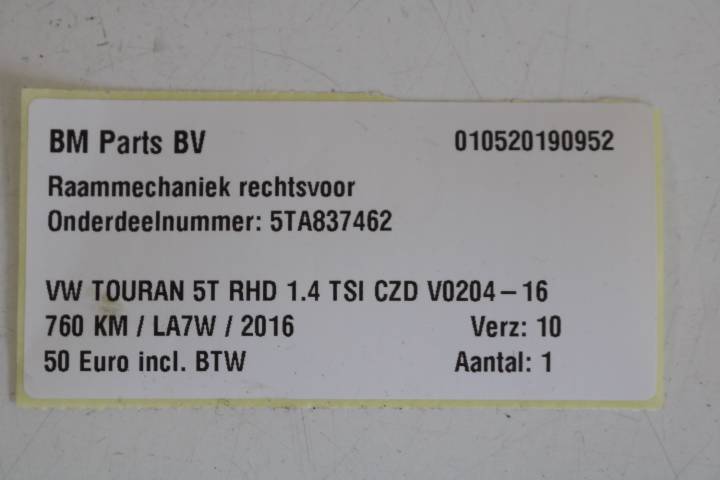 BM Parts BV 010520190952
Raammechaniek rechtsvoor
Onderdeelnummer: 5TA837462
VW TOURAN 5T RHD 1.4 TSI CZD V0204-16
760 KM / LA7W / 2016 Verz: 10
50 Euro incl. BTW Aantal: 1